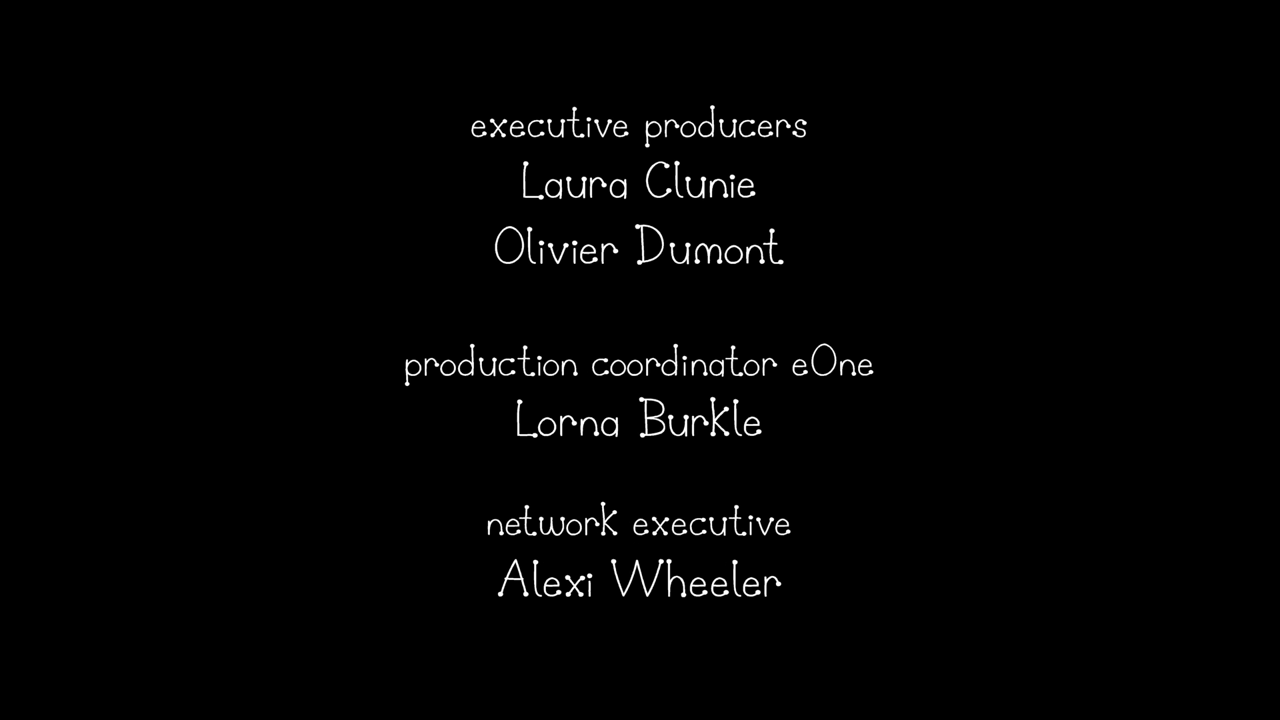 executive producers
Laura Clunie
Olivier Dumont
production coordinator eOne
Lorna Burkle
network executive
Alexi Wheeler